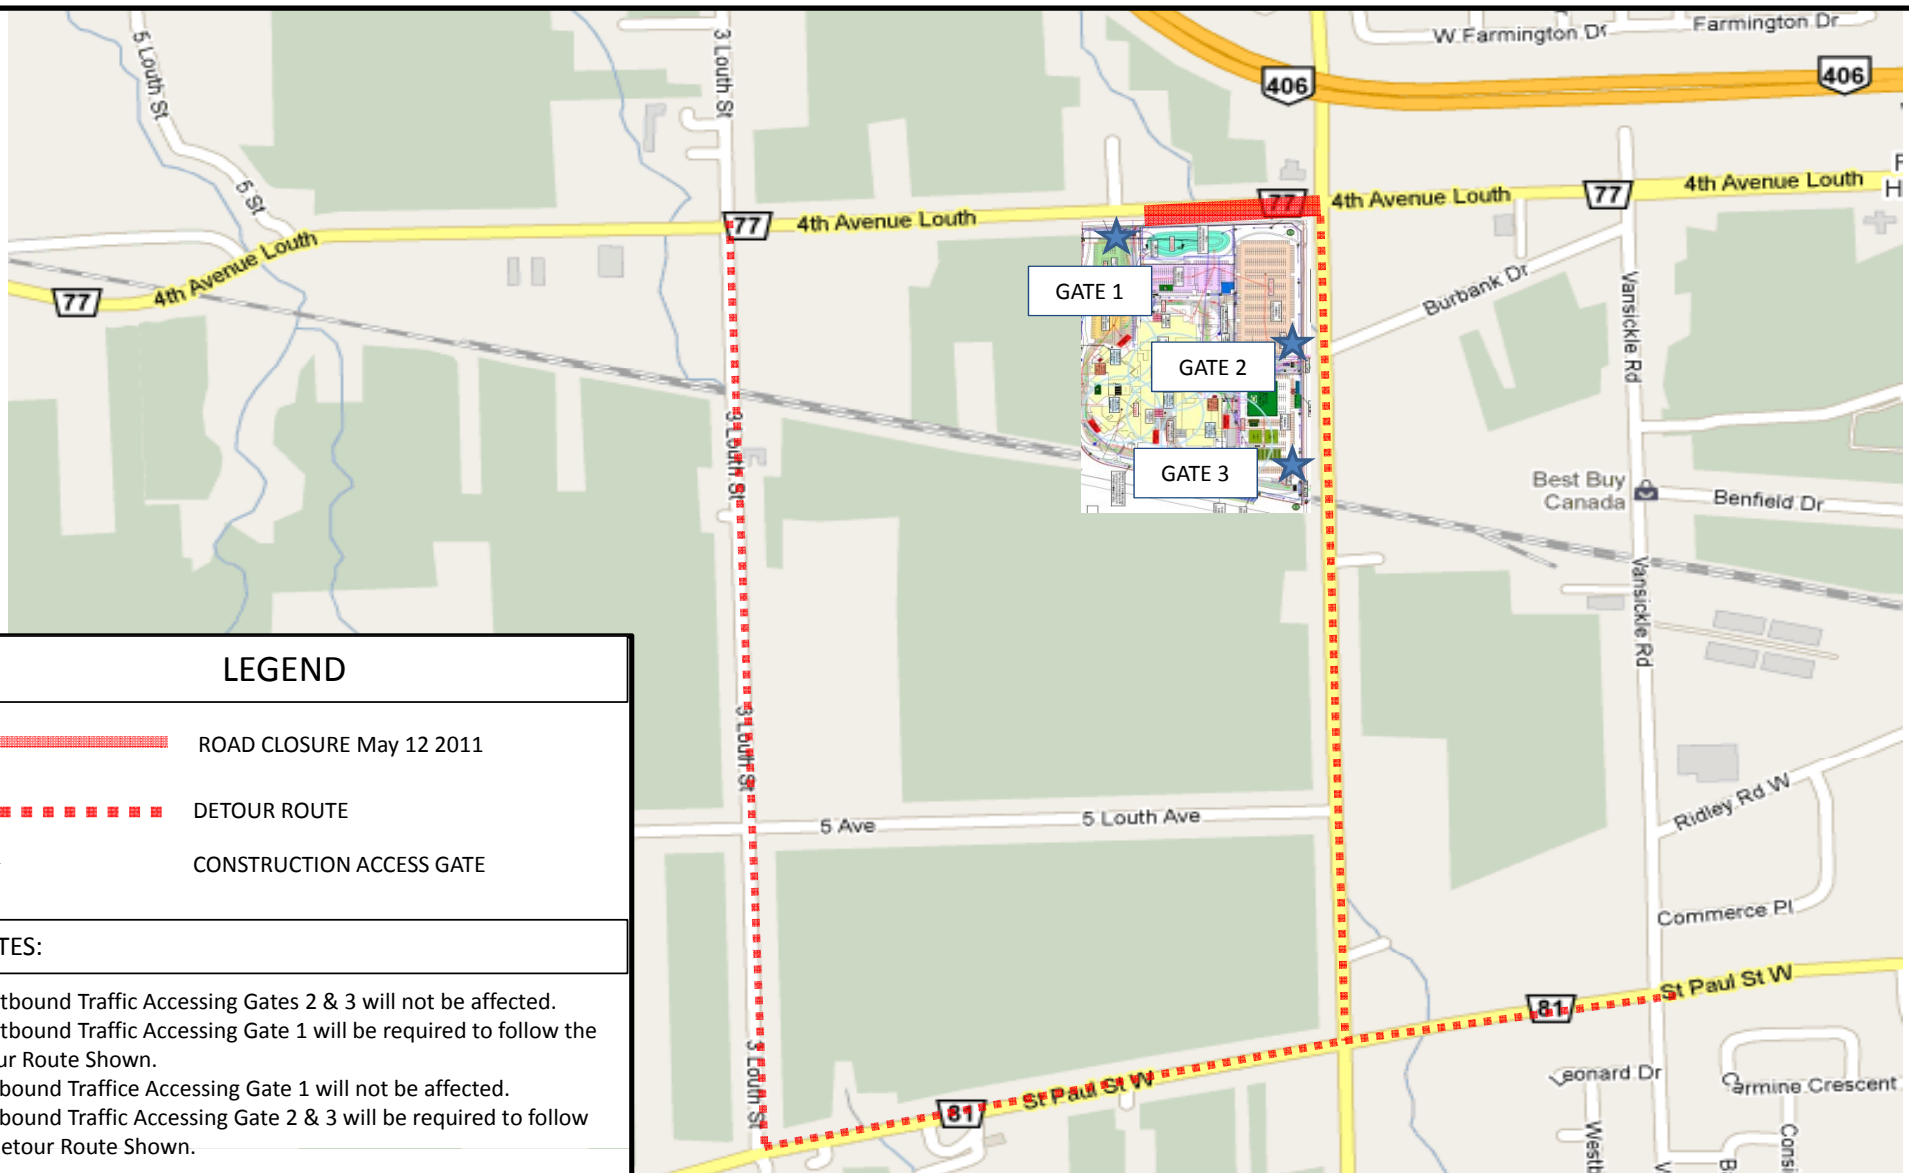 W Farmington Dr
Farmington Dr
5 Louth St
3 Louth St
406
406
5 St
77
4th Avenue Louth
77
4th Avenue Louth
77
4th Avenue Louth
4th Avenue Louth
77
GATE 1
Burbank Dr
Vansickle Rd
GATE 2
3 Louth St
GATE 3
Best Buy
Canada
Benfield Dr
Vansickle Rd
LEGEND
ROAD CLOSURE May 12 2011
DETOUR ROUTE
CONSTRUCTION ACCESS GATE
3 Louth St
5 Ave
5 Louth Ave
Ridley Rd W
Commerce Pl
TES:
tbound Traffic Accessing Gates 2 & 3 will not be affected.
tbound Traffic Accessing Gate 1 will be required to follow the
ur Route Shown.
bound Traffice Accessing Gate 1 will not be affected.
bound Traffic Accessing Gate 2 & 3 will be required to follow
etour Route Shown.
St Paul St W
81
3 Louth St
81
St Paul St W
Leonard Dr
Carmine Crescent
Westb
Consi